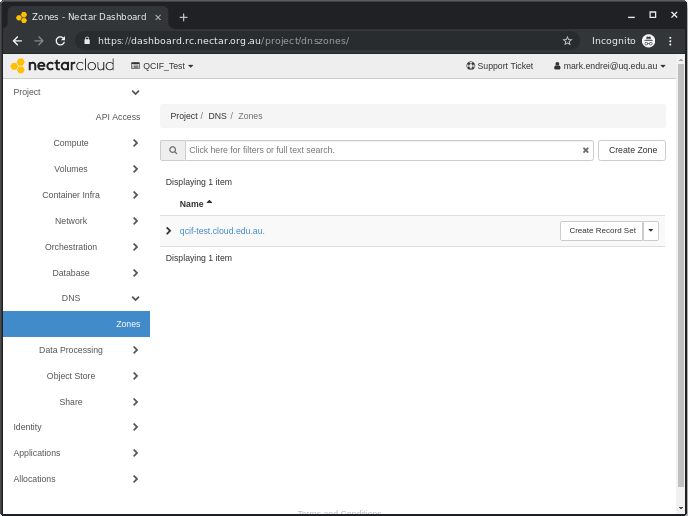 Zones - Nectar Dashboard
https://dashboard.rc.nectar.org.au/project/dnszones/
Incognito
nectarcloud
QCIF_Test
Support Ticket
mark.endrei@uq.edu.au
Project
API Access
Compute
Volumes
Container Infra
Network
Orchestration
Database
DNS
Zones
Data Processing
Object Store
Share
Identity
Applications
Allocations
Project / DNS / Zones
Click here for filters or full text search.
Create Zone
Displaying 1 item
Name
qcif-test.cloud.edu.au.
Create Record Set
Displaying 1 item
Terms and Conditions